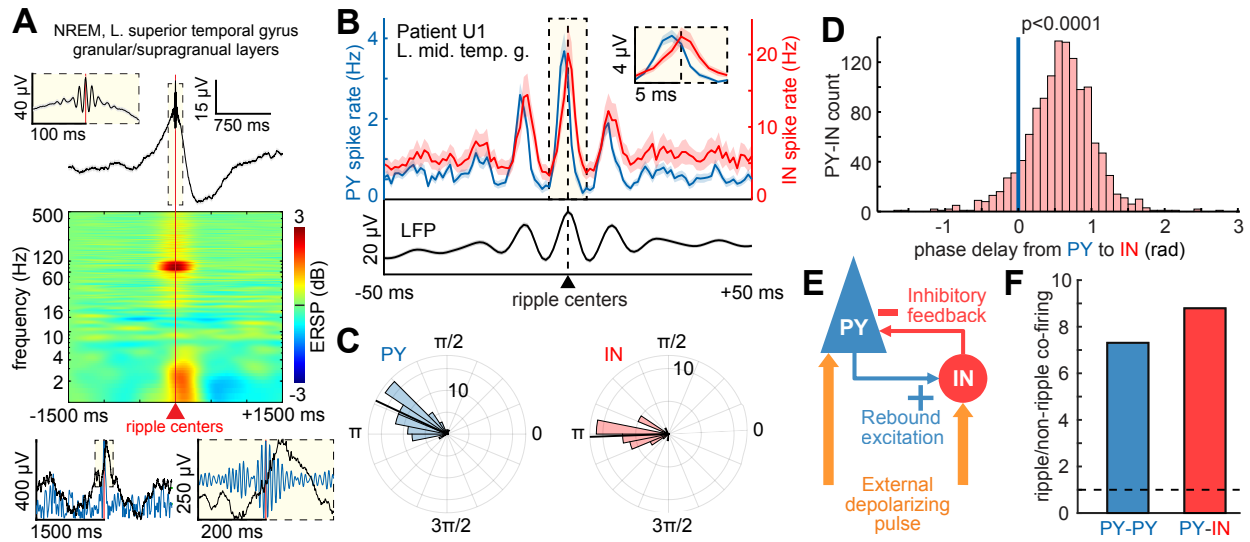 A
NREM, L. superior temporal gyrus
granular/supragranual layers
40 μV
100 ms
15 μV
750 ms
500
120
60
16
8
4
2
frequency (Hz)
3
-3
ERSP (dB)
-1500 ms
+1500 ms
ripple centers
400 μV
1500 ms
250 μV
200 ms
B
Patient U1
L. mid. temp. g.
PY spike rate (Hz)
4
2
0
4 μV
5 ms
20
10
0
IN spike rate (Hz)
20 μV
LFP
-50 ms
+50 ms
ripple centers
C
PY
π/2
10
π
0
3π/2
IN
π/2
10
π
0
3π/2
D
p<0.0001
PY-IN count
120
80
40
0
-1
0
1
2
3
phase delay from PY to IN (rad)
E
PY
Inhibitory
feedback
IN
+
Rebound
excitation
External
depolarizing
pulse
F
ripple/non-ripple co-firing
10
8
6
4
2
0
PY-PY
PY-IN